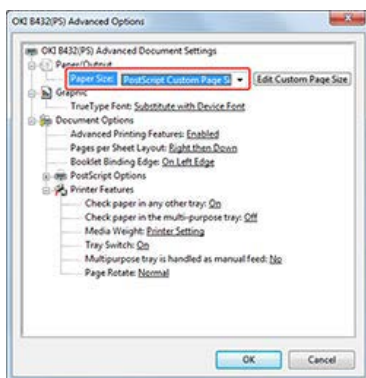 OKI B432(PS) Advanced Options
OKI B432(PS) Advanced Document Settings
Paper/Output
Paper Size: PostScript Custom Page S Edit Custom Page Size
Graphic
TrueType Font: Substitute with Device Font
Document Options
Advanced Printing Features: Enabled
Pages per Sheet Layout: Right then Down
Booklet Binding Edge: On Left Edge
PostScript Options
Printer Features
Check paper in any other tray: On
Check paper in the multi-purpose tray: Off
Media Weight: Printer Setting
Tray Switch: On
Multipurpose tray is handled as manual feed: No
Page Rotate: Normal
OK Cancel